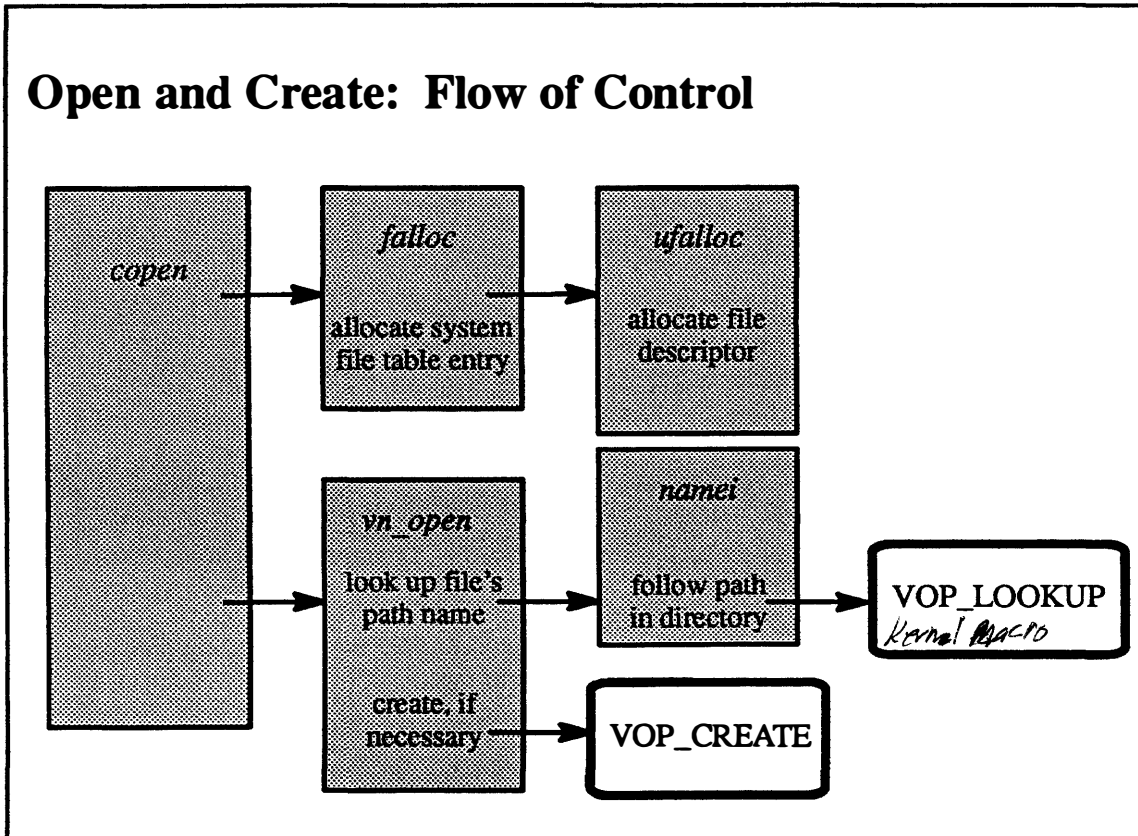 Open and Create: Flow of Control
copen
falloc
allocate system
file table entry
ufalloc
allocate file
descriptor
vn_open
look up file's
path name
create, if
necessary
namei
follow path
in directory
VOP_LOOKUP
Kernel Macro
VOP_CREATE